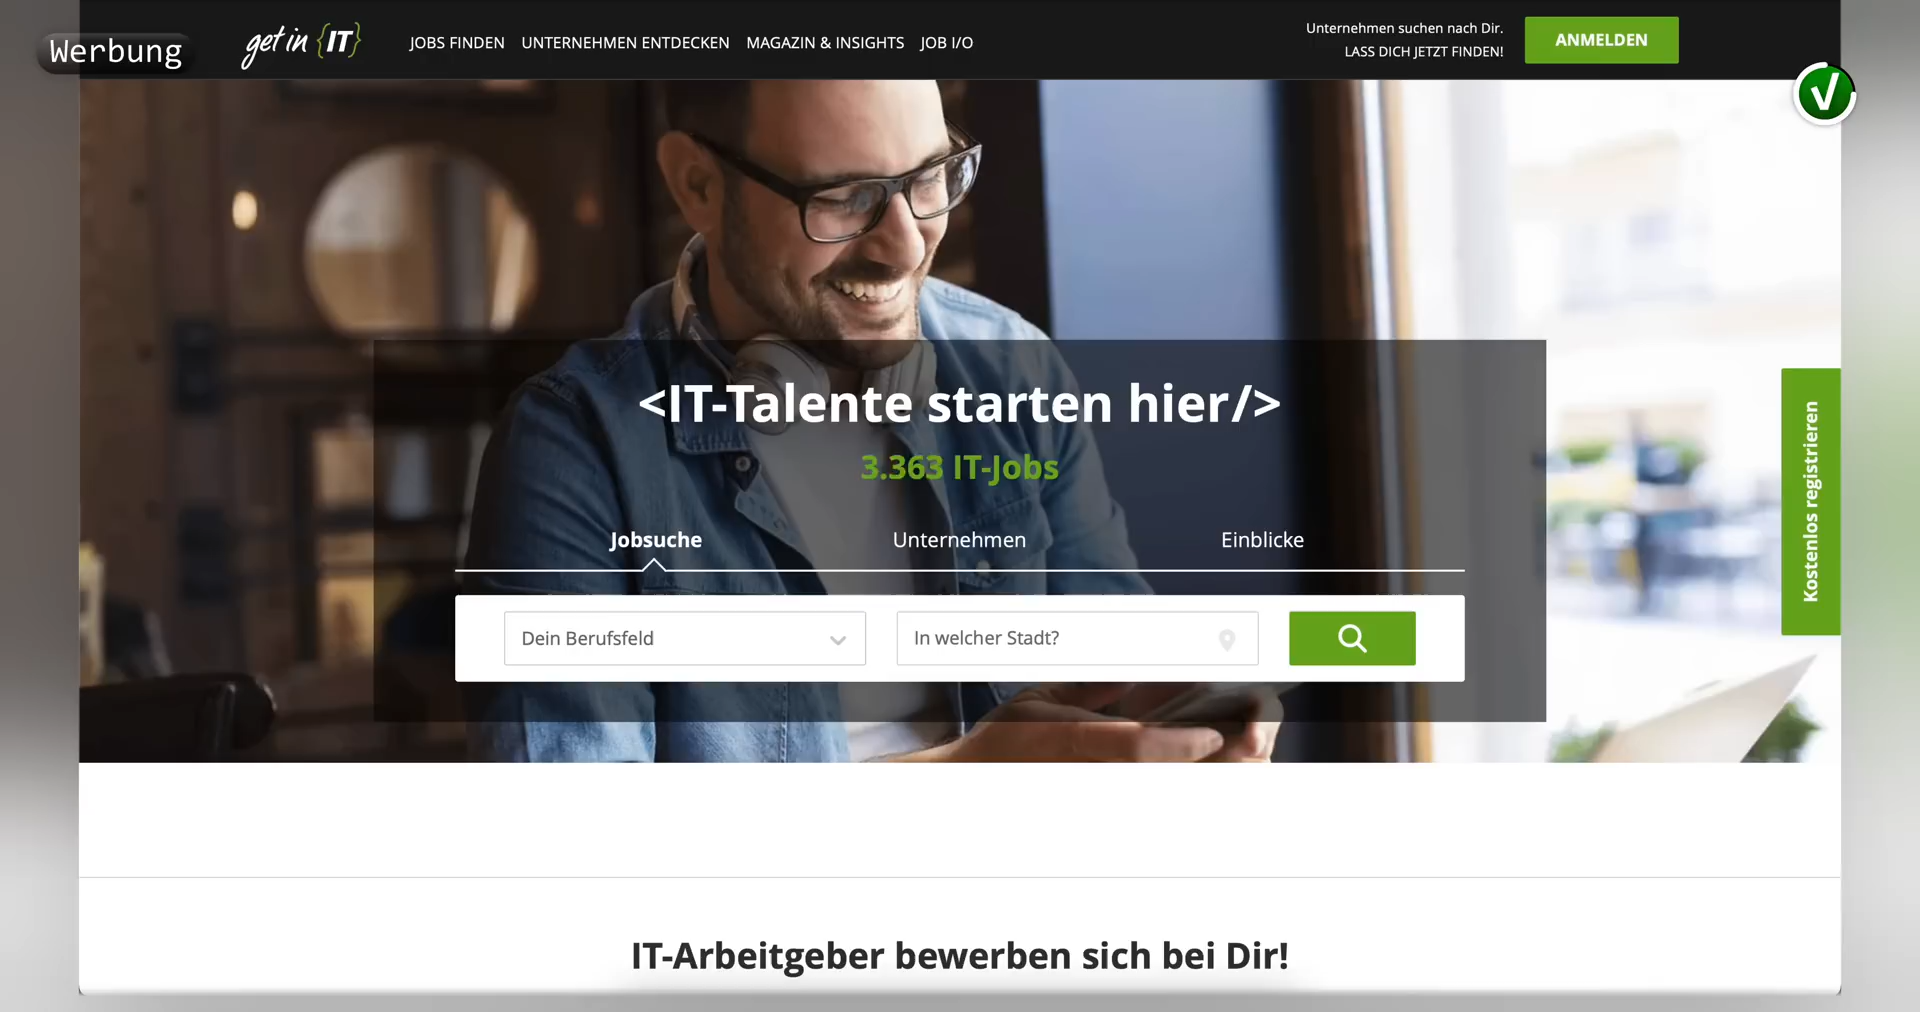 Werbung
get in {IT}
JOBS FINDEN UNTERNEHMEN ENTDECKEN MAGAZIN & INSIGHTS JOB I/O
Unternehmen suchen nach Dir.
LASS DICH JETZT FINDEN!
ANMELDEN
<IT-Talente starten hier/>
3.363 IT-Jobs
Jobsuche Unternehmen Einblicke
Dein Berufsfeld In welcher Stadt?
Kostenlos registrieren
IT-Arbeitgeber bewerben sich bei Dir!